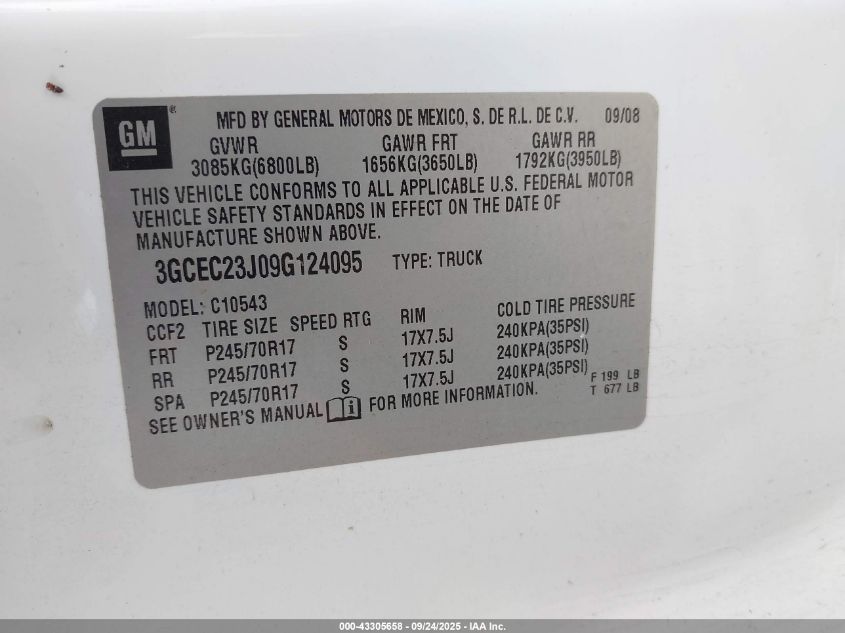 GM® MFD BY GENERAL MOTORS DE MEXICO, S. DE R.L. DE C.V. 09/08
GVWR GAWR FRT GAWR RR
3085KG(6800LB) 1656KG(3650LB) 1792KG(3950LB)
THIS VEHICLE CONFORMS TO ALL APPLICABLE U.S. FEDERAL MOTOR
VEHICLE SAFETY STANDARDS IN EFFECT ON THE DATE OF
MANUFACTURE SHOWN ABOVE.
3GCEC23J09G124095 TYPE: TRUCK
MODEL: C10543
CCF2 TIRE SIZE SPEED RTG RIM COLD TIRE PRESSURE
FRT P245/70R17 S 17X7.5J 240KPA(35PSI)
RR P245/70R17 S 17X7.5J 240KPA(35PSI)
SPA P245/70R17 S 17X7.5J 240KPA(35PSI) F 199 LB
SEE OWNER'S MANUAL FOR MORE INFORMATION. T 677 LB
000-43305658 - 09/24/2025 - IAA Inc.